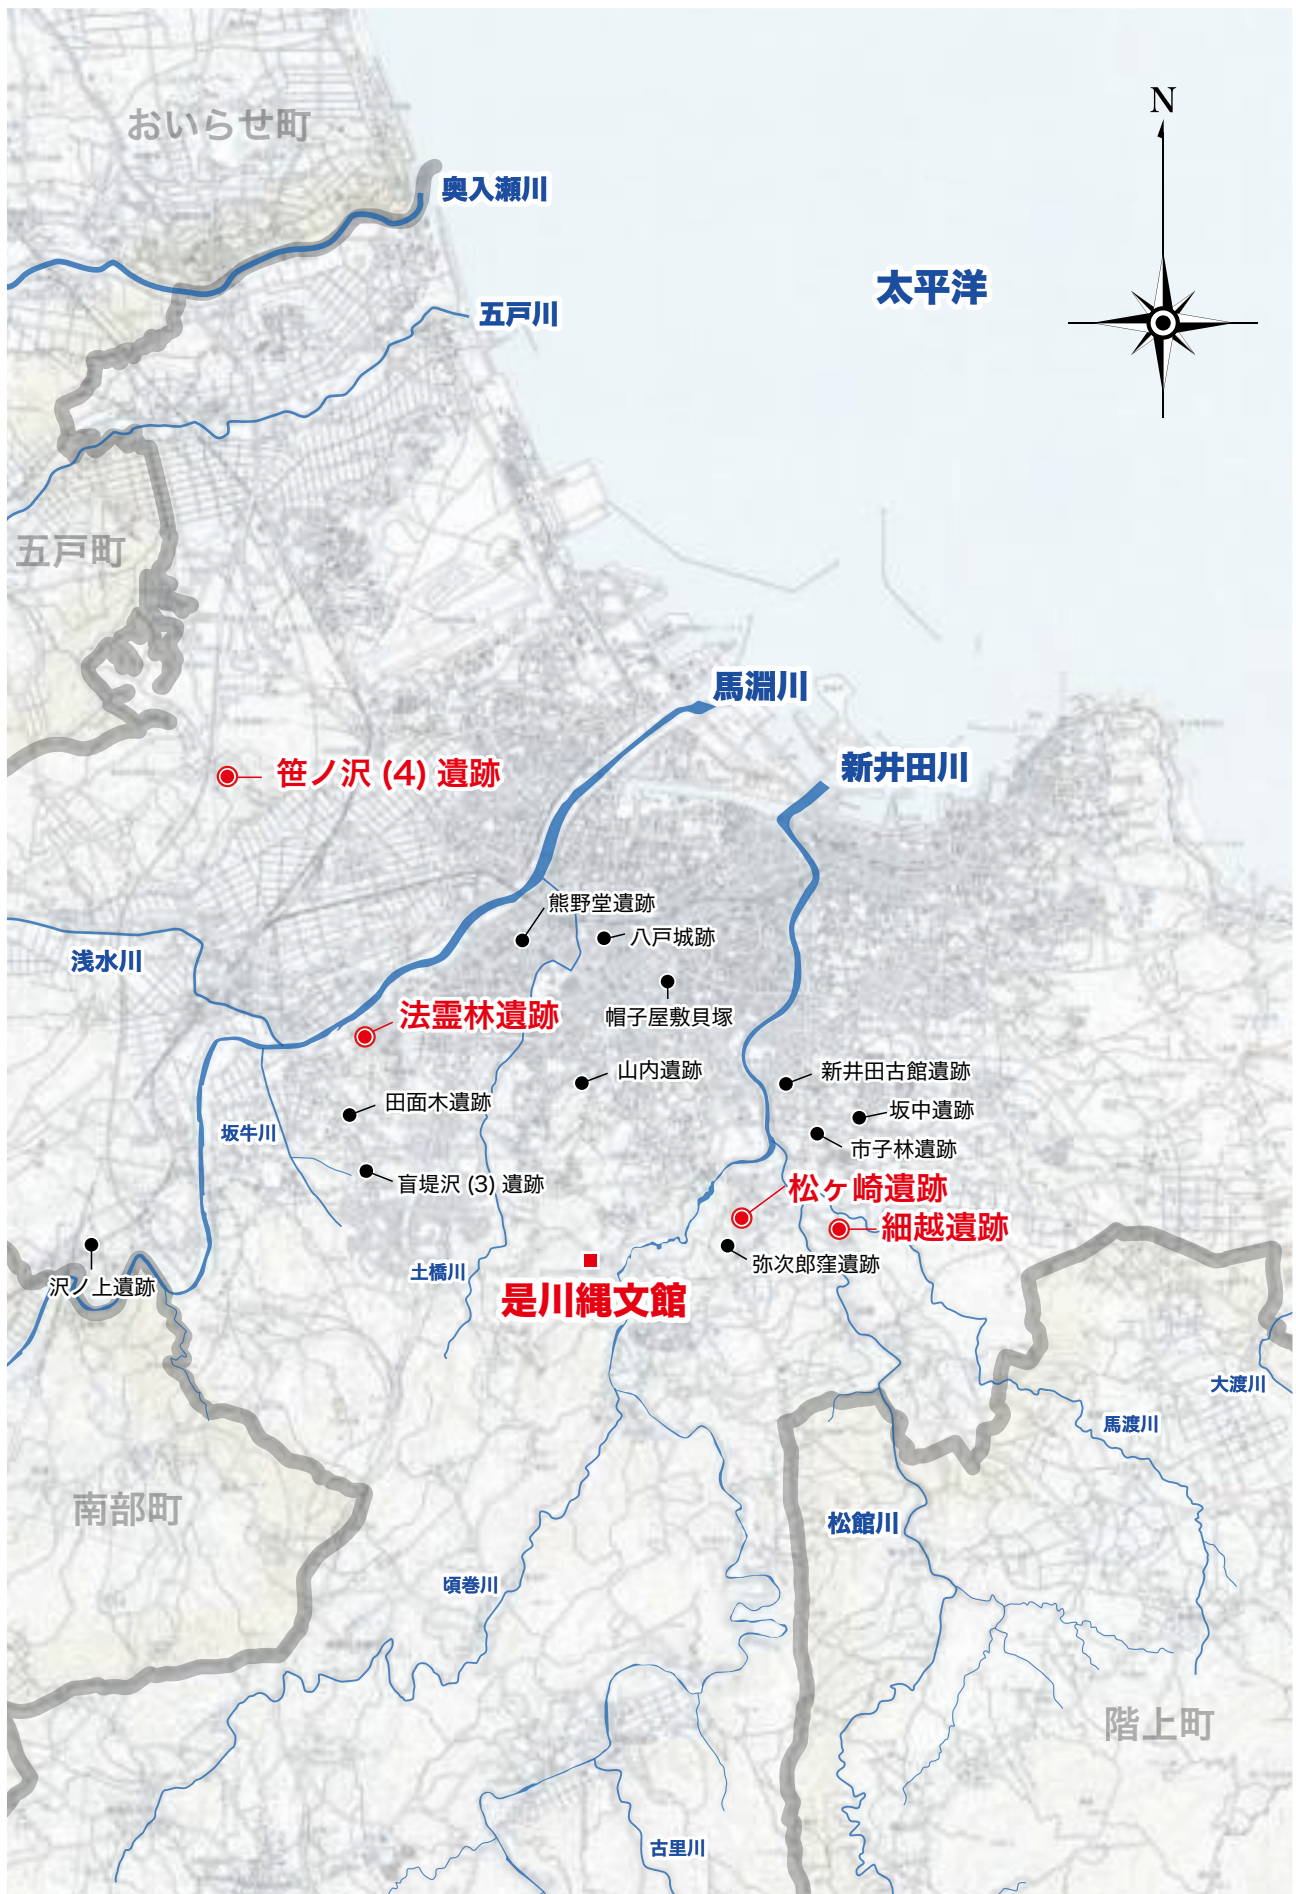 N
おいらせ町
奥入瀬川
太平洋
五戸川
五戸町
馬淵川
新井田川
笹ノ沢 (4) 遺跡
熊野堂遺跡
八戸城跡
浅水川
法霊林遺跡
帽子屋敷貝塚
山内遺跡
新井田古館遺跡
田面木遺跡
坂中遺跡
坂牛川
市子林遺跡
盲堤沢 (3) 遺跡
松ヶ崎遺跡
細越遺跡
弥次郎窪遺跡
土橋川
沢ノ上遺跡
是川縄文館
大渡川
馬渡川
南部町
松館川
頃巻川
階上町
古里川